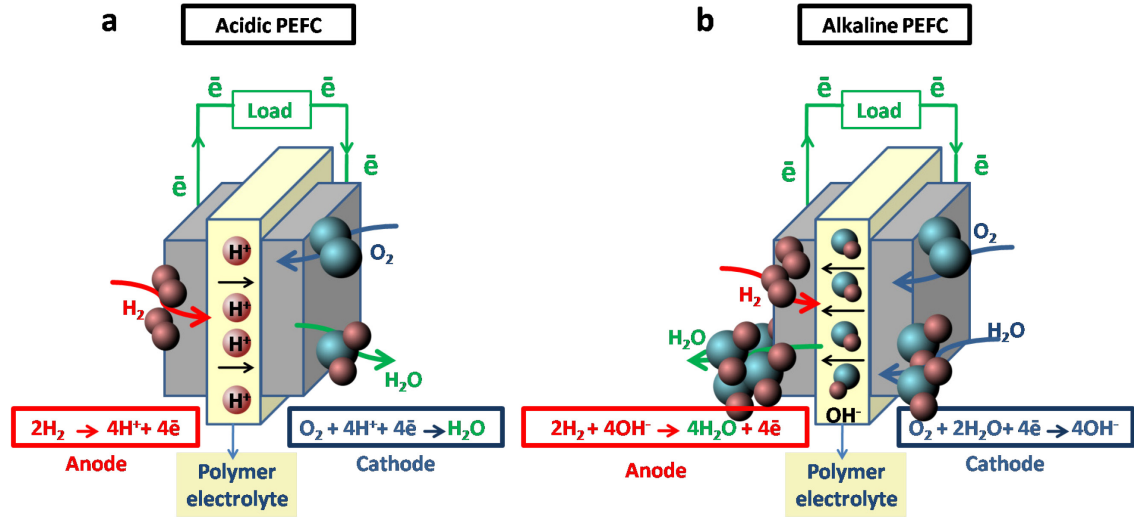 a
Acidic PEFC
ē
ē
Load
ē
ē
O₂
H⁺
H⁺
H⁺
H⁺
H₂
H₂O
2H₂ → 4H⁺+ 4ē
O₂ + 4H⁺+ 4ē → H₂O
Anode
Cathode
Polymer
electrolyte
b
Alkaline PEFC
ē
ē
Load
ē
ē
O₂
H₂
H₂O
H₂O
OH⁻
2H₂ + 4OH⁻ → 4H₂O + 4ē
O₂ + 2H₂O+ 4ē → 4OH⁻
Anode
Cathode
Polymer
electrolyte